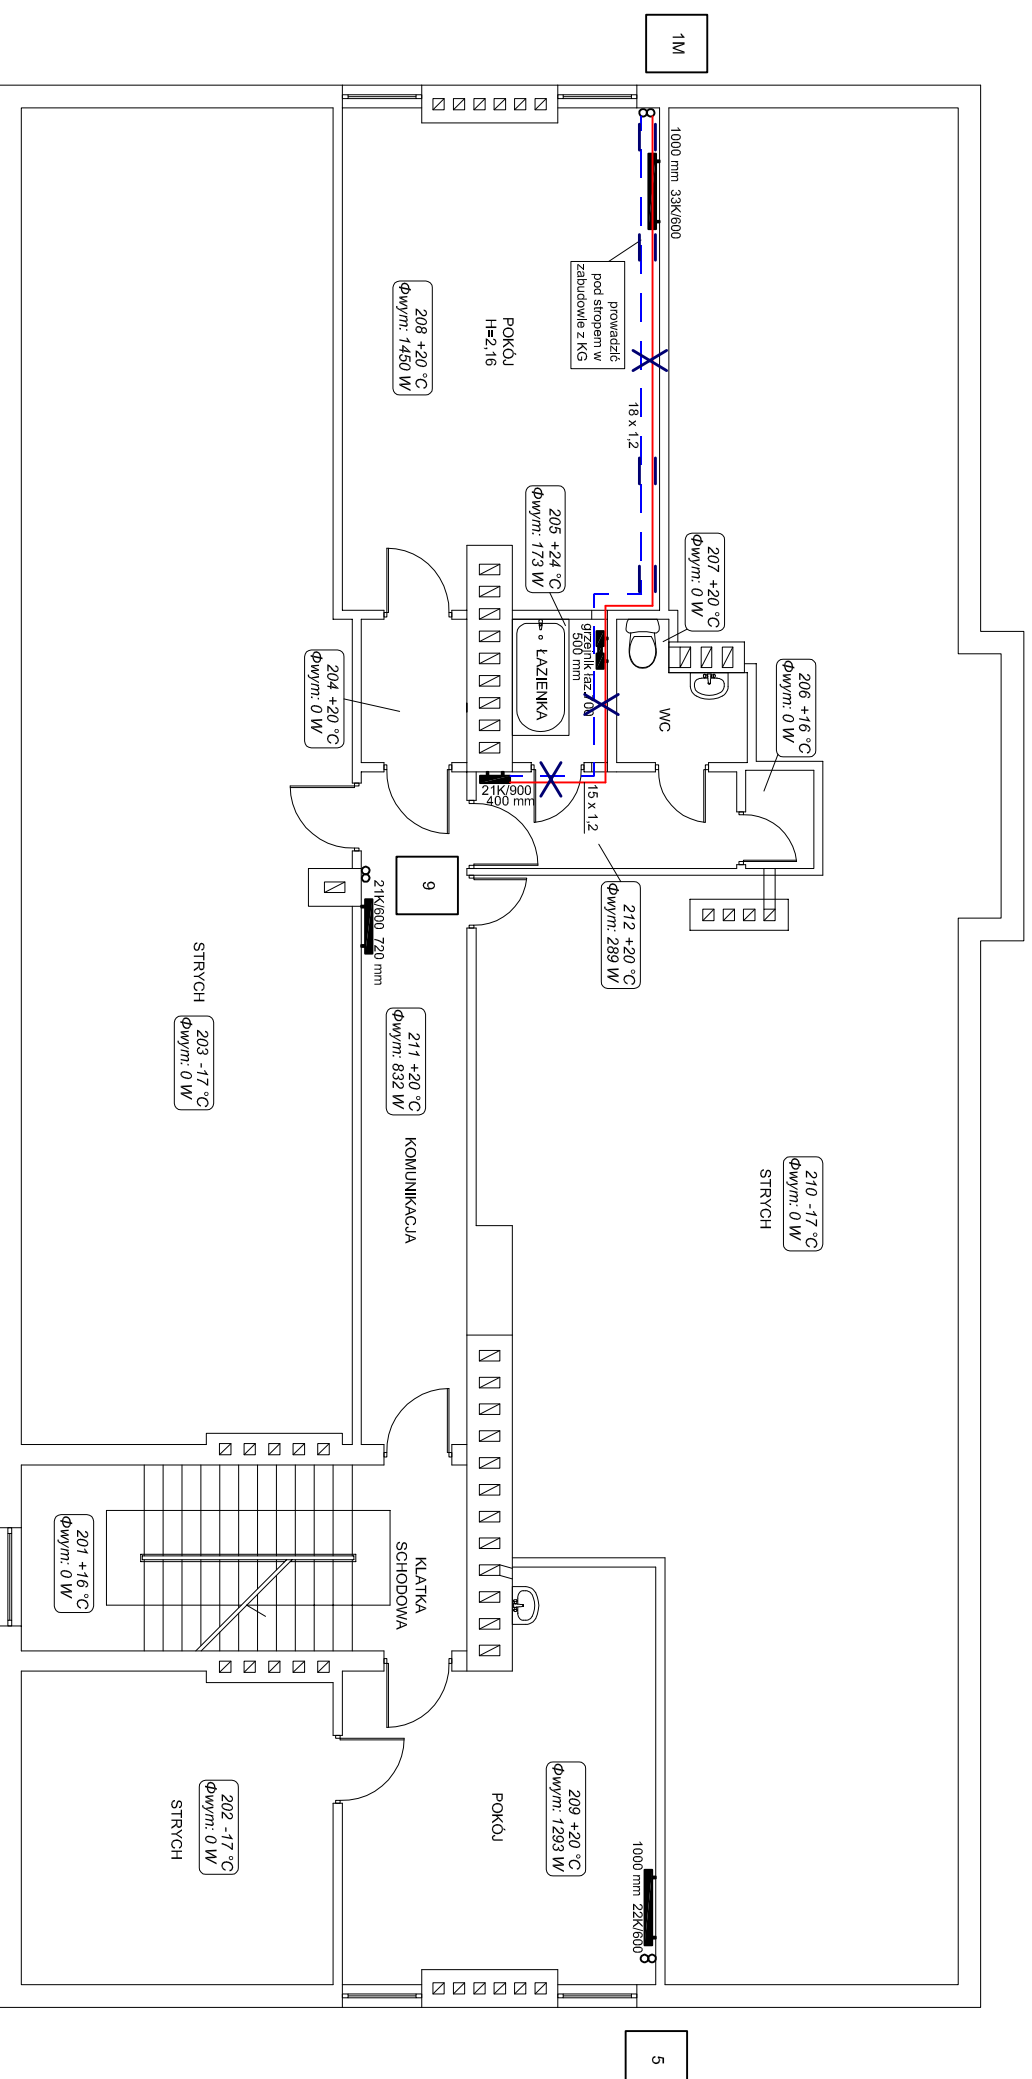 1M
1000 mm 33K/600
prowadzić
pod stropem w
zabudowie z KG
18 x 1,2
208 +20 °C
Φwym: 1450 W
POKÓJ
H=2,16
205 +24 °C
Φwym: 173 W
207 +20 °C
Φwym: 0 W
206 +16 °C
Φwym: 0 W
204 +20 °C
Φwym: 0 W
ŁAZIENKA
grzejnik łaz 700
500 mm
WC
21K/900
400 mm
15 x 1,2
9
212 +20 °C
Φwym: 289 W
21K/600 720 mm
STRYCH
203 -17 °C
Φwym: 0 W
211 +20 °C
Φwym: 832 W
KOMUNIKACJA
210 -17 °C
Φwym: 0 W
STRYCH
201 +16 °C
Φwym: 0 W
KLATKA
SCHODOWA
202 -17 °C
Φwym: 0 W
STRYCH
POKÓJ
209 +20 °C
Φwym: 1293 W
1000 mm 22K/600
5